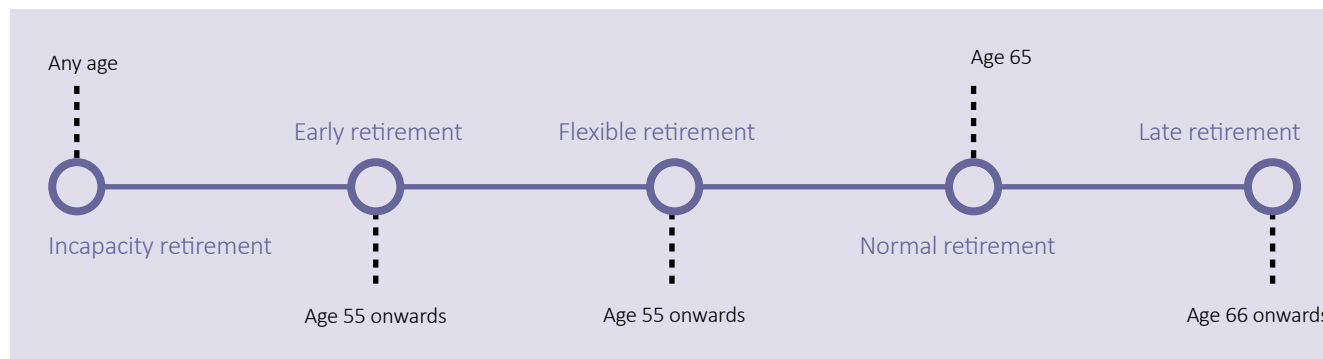 Any age
Incapacity retirement
Early retirement
Age 55 onwards
Flexible retirement
Age 55 onwards
Age 65
Normal retirement
Late retirement
Age 66 onwards